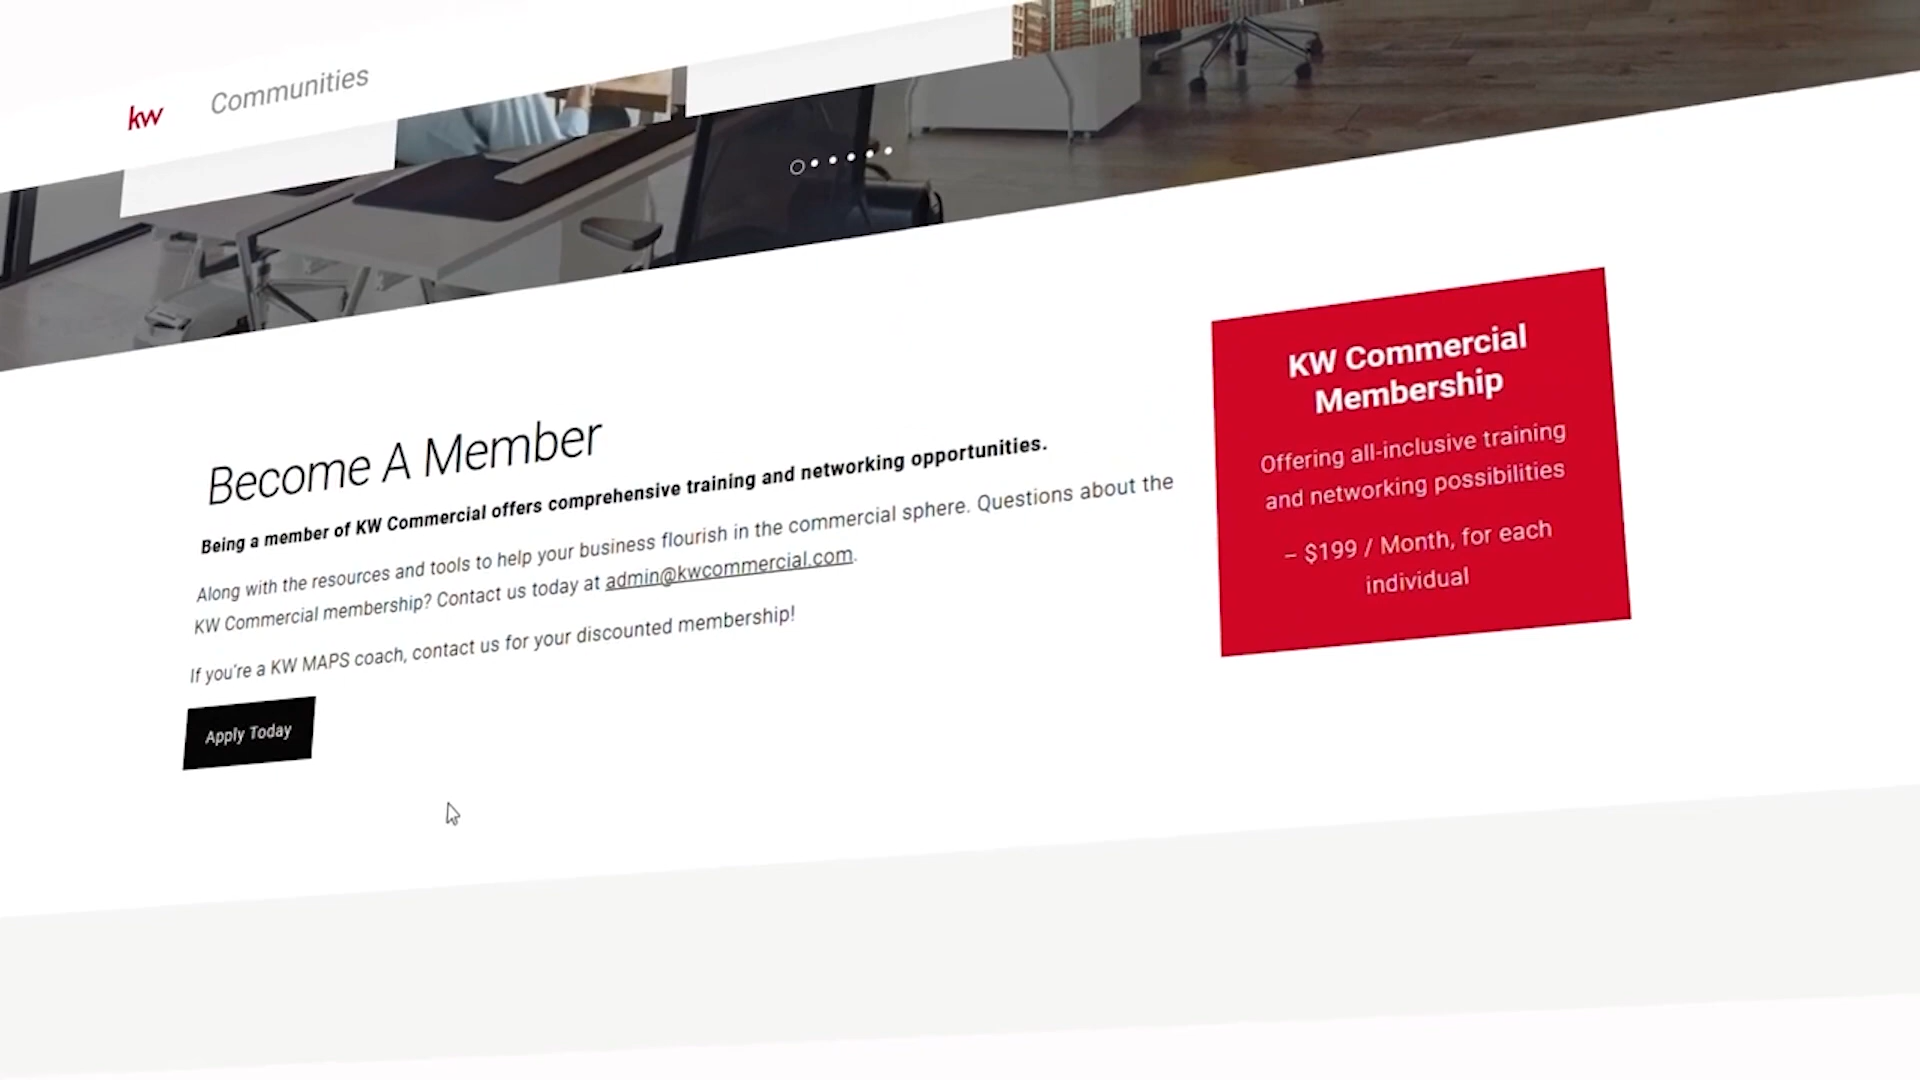 kw Communities
Become A Member
Being a member of KW Commercial offers comprehensive training and networking opportunities.
Along with the resources and tools to help your business flourish in the commercial sphere. Questions about the
KW Commercial membership? Contact us today at admin@kwcommercial.com.
If you're a KW MAPS coach, contact us for your discounted membership!
Apply Today
KW Commercial
Membership
Offering all-inclusive training
and networking possibilities
– $199 / Month, for each
individual